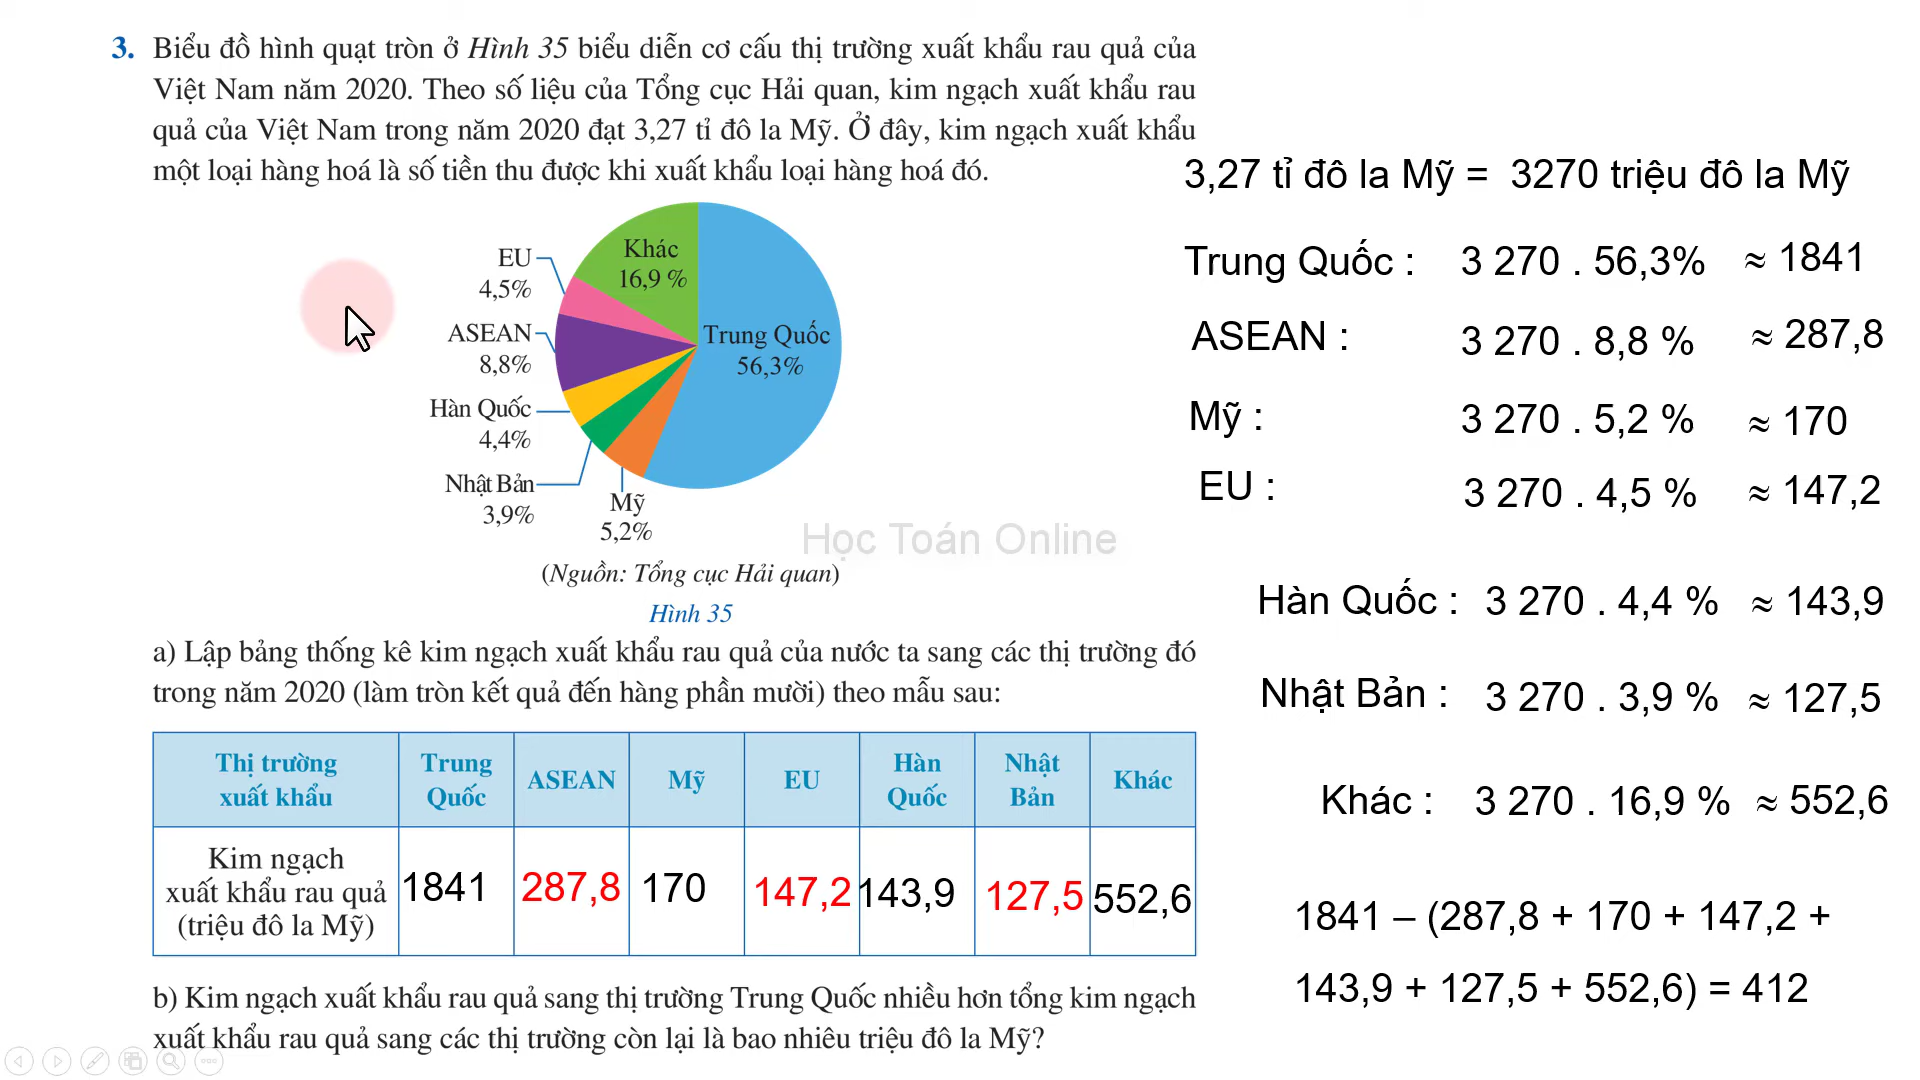 3. Biểu đồ hình quạt tròn ở Hình 35 biểu diễn cơ cấu thị trường xuất khẩu rau quả của
Việt Nam năm 2020. Theo số liệu của Tổng cục Hải quan, kim ngạch xuất khẩu rau
quả của Việt Nam trong năm 2020 đạt 3,27 tỉ đô la Mỹ. Ở đây, kim ngạch xuất khẩu
một loại hàng hoá là số tiền thu được khi xuất khẩu loại hàng hoá đó.
EU
4,5%
Khác
16,9 %
ASEAN
8,8%
Trung Quốc
56,3%
Hàn Quốc
4,4%
Nhật Bản
3,9%
Mỹ
5,2%
(Nguồn: Tổng cục Hải quan)
Hình 35
a) Lập bảng thống kê kim ngạch xuất khẩu rau quả của nước ta sang các thị trường đó
trong năm 2020 (làm tròn kết quả đến hàng phần mười) theo mẫu sau:
Thị trường
xuất khẩu
Trung
Quốc
ASEAN
Mỹ
EU
Hàn
Quốc
Nhật
Bản
Khác
Kim ngạch
xuất khẩu rau quả
(triệu đô la Mỹ)
1841
287,8
170
147,2
143,9
127,5
552,6
b) Kim ngạch xuất khẩu rau quả sang thị trường Trung Quốc nhiều hơn tổng kim ngạch
xuất khẩu rau quả sang các thị trường còn lại là bao nhiêu triệu đô la Mỹ?
3,27 tỉ đô la Mỹ = 3270 triệu đô la Mỹ
Trung Quốc : 3 270 . 56,3% ≈ 1841
ASEAN : 3 270 . 8,8 % ≈ 287,8
Mỹ : 3 270 . 5,2 % ≈ 170
EU : 3 270 . 4,5 % ≈ 147,2
Học Toán Online
Hàn Quốc : 3 270 . 4,4 % ≈ 143,9
Nhật Bản : 3 270 . 3,9 % ≈ 127,5
Khác : 3 270 . 16,9 % ≈ 552,6
1841 – (287,8 + 170 + 147,2 +
143,9 + 127,5 + 552,6) = 412